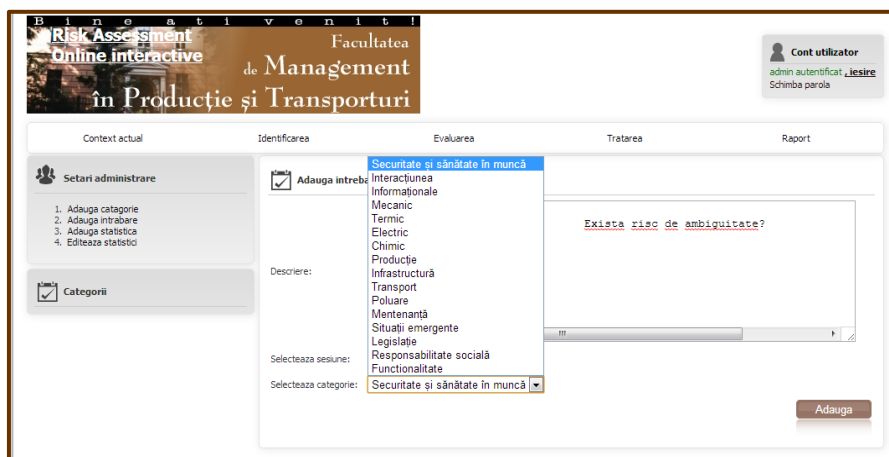 Bine ati venit!
Risk Assessment
Online interactive
Facultatea
de Management
în Producție și Transporturi
Cont utilizator
admin autentificat , iesire
Schimba parola
Context actual
Identificarea
Evaluarea
Tratarea
Raport
Setari administrare
1. Adauga catagorie
2. Adauga intrabare
3. Adauga statistica
4. Editeaza statistici
Categorii
Adauga intreba
Exista risc de ambiguitate?
Descriere:
Securitate și sănătate în muncă
Interacțiunea
Informaționale
Mecanic
Termic
Electric
Chimic
Producție
Infrastructură
Transport
Poluare
Mentenanță
Situații emergente
Legislație
Responsabilitate socială
Functionalitate
Selecteaza sesiune:
Selecteaza categorie:
Securitate și sănătate în muncă
Adauga